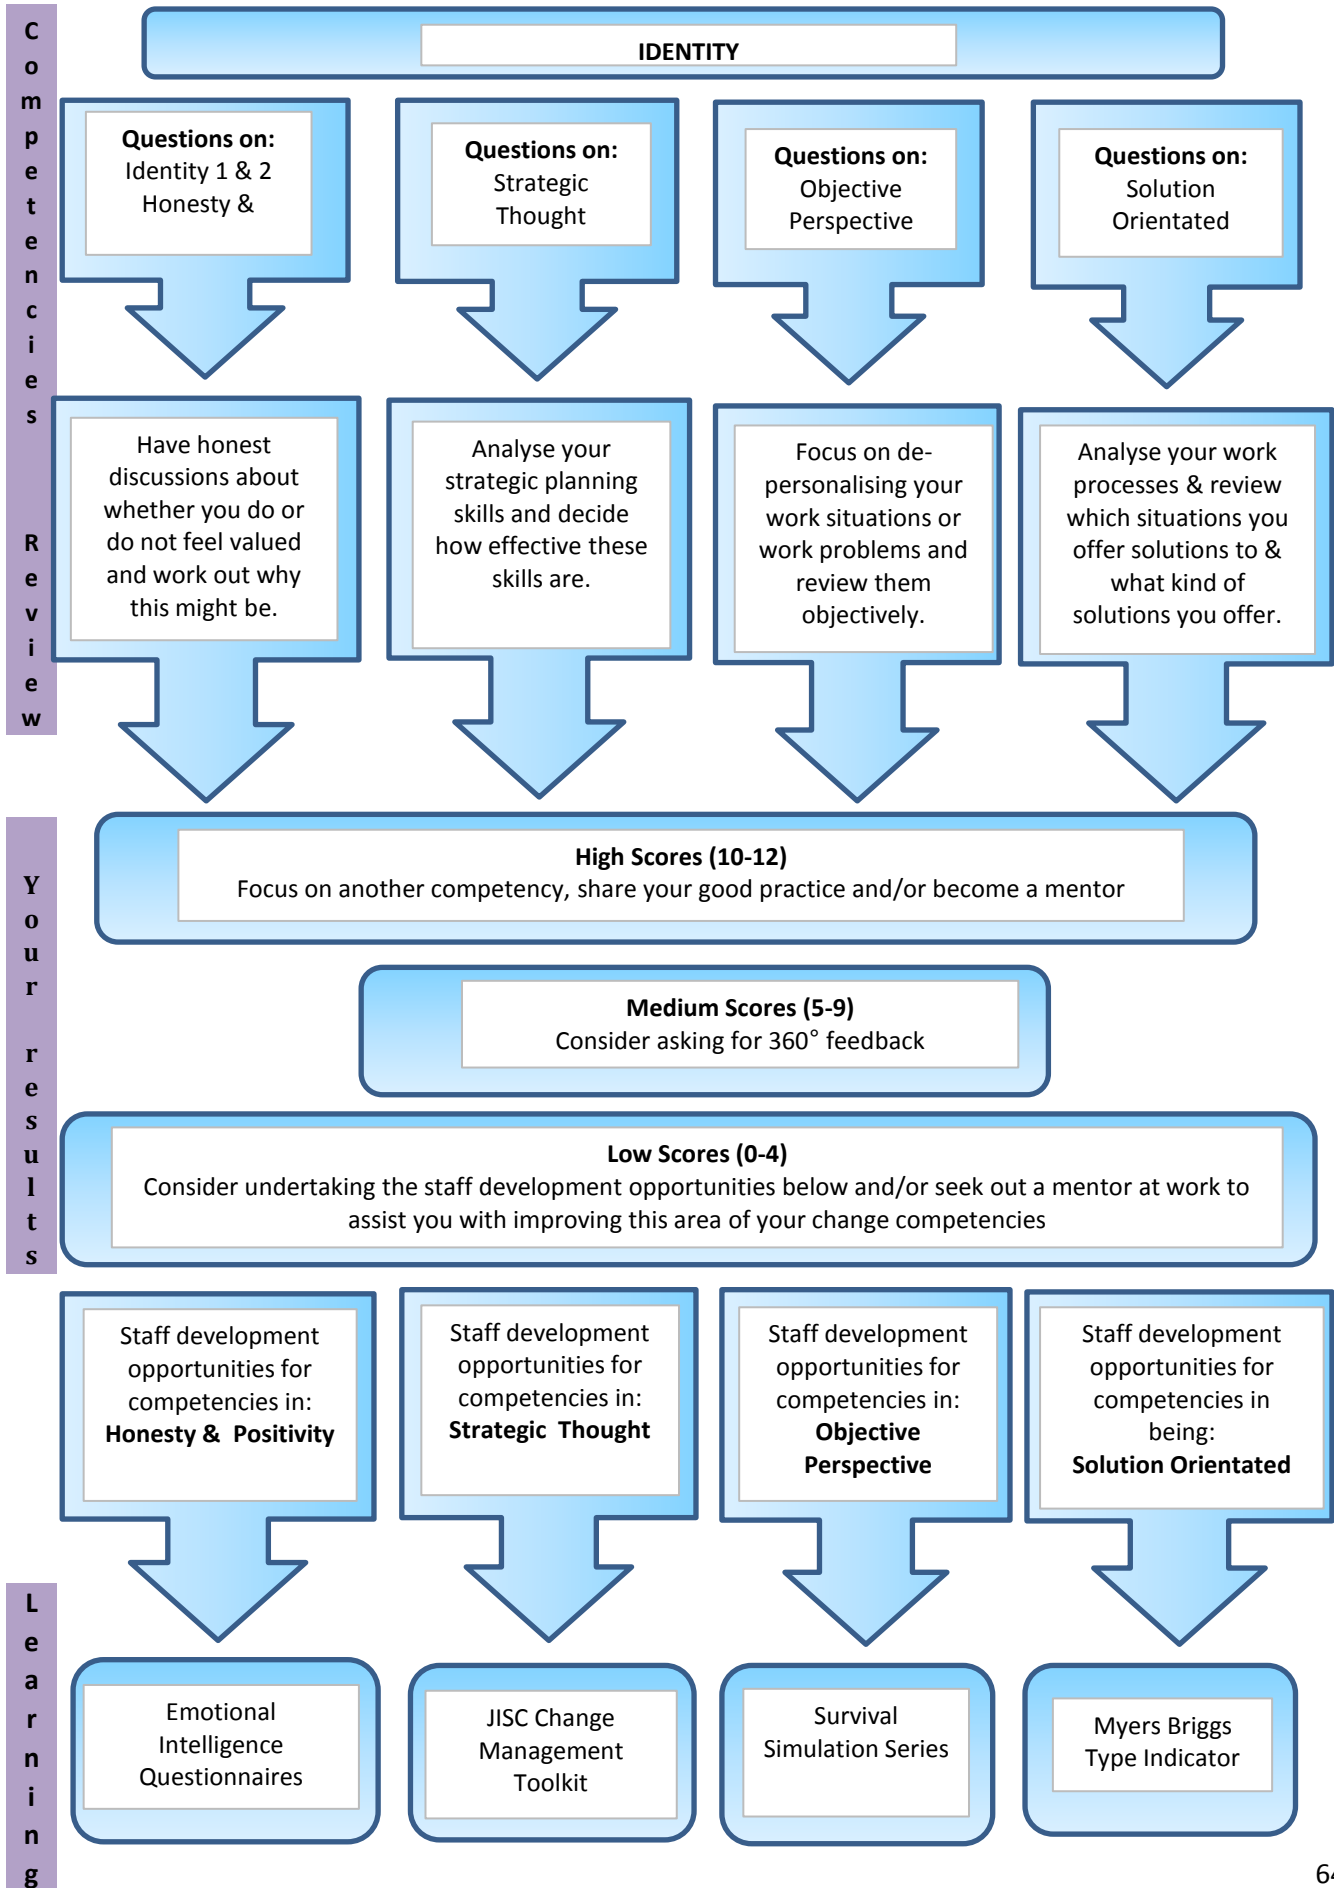 Competencies Review
IDENTITY
Questions on:
Identity 1 & 2
Honesty &
Questions on:
Strategic
Thought
Questions on:
Objective
Perspective
Questions on:
Solution
Orientated
Have honest
discussions about
whether you do or
do not feel valued
and work out why
this might be.
Analyse your
strategic planning
skills and decide
how effective these
skills are.
Focus on de-
personalising your
work situations or
work problems and
review them
objectively.
Analyse your work
processes & review
which situations you
offer solutions to &
what kind of
solutions you offer.
Your results
High Scores (10-12)
Focus on another competency, share your good practice and/or become a mentor
Medium Scores (5-9)
Consider asking for 360° feedback
Low Scores (0-4)
Consider undertaking the staff development opportunities below and/or seek out a mentor at work to
assist you with improving this area of your change competencies
Staff development
opportunities for
competencies in:
Honesty & Positivity
Staff development
opportunities for
competencies in:
Strategic Thought
Staff development
opportunities for
competencies in:
Objective
Perspective
Staff development
opportunities for
competencies in
being:
Solution Orientated
Learning
Emotional
Intelligence
Questionnaires
JISC Change
Management
Toolkit
Survival
Simulation Series
Myers Briggs
Type Indicator
64